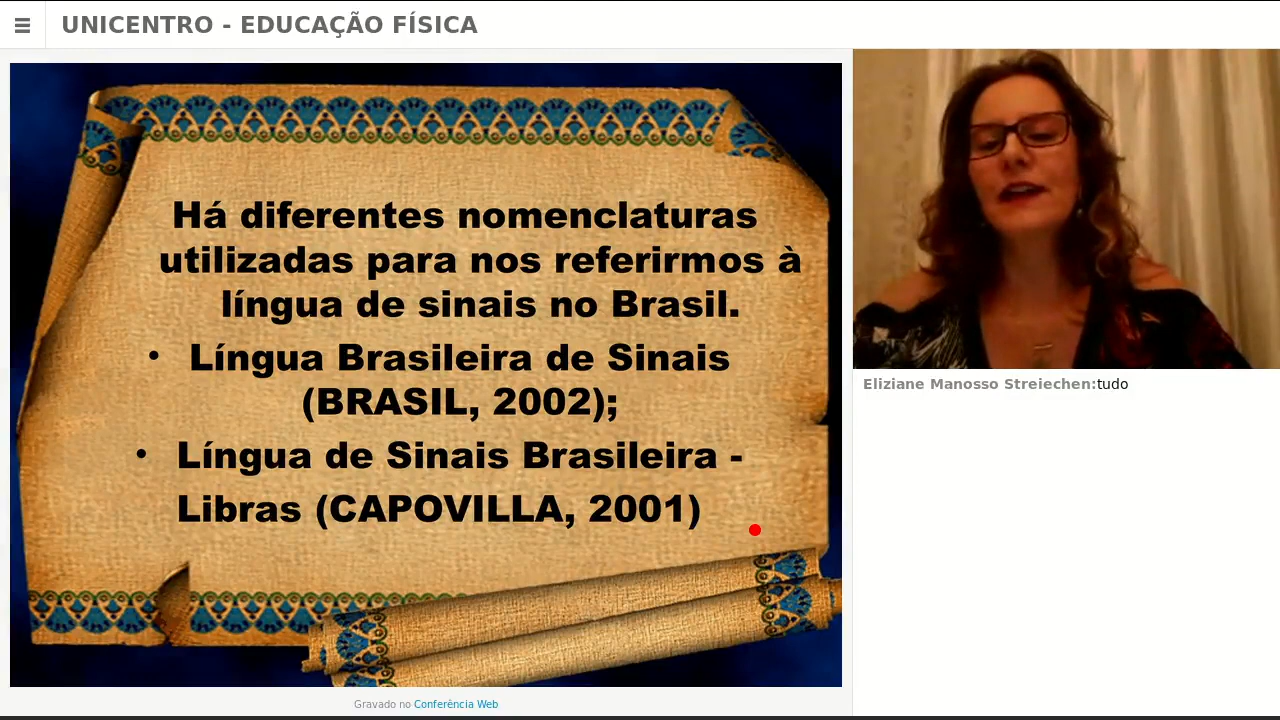 UNICENTRO - EDUCAÇÃO FÍSICA
Há diferentes nomenclaturas
utilizadas para nos referirmos à
língua de sinais no Brasil.
• Língua Brasileira de Sinais
(BRASIL, 2002);
• Língua de Sinais Brasileira -
Libras (CAPOVILLA, 2001)
Eliziane Manosso Streiechen:tudo
Gravado no Conferência Web